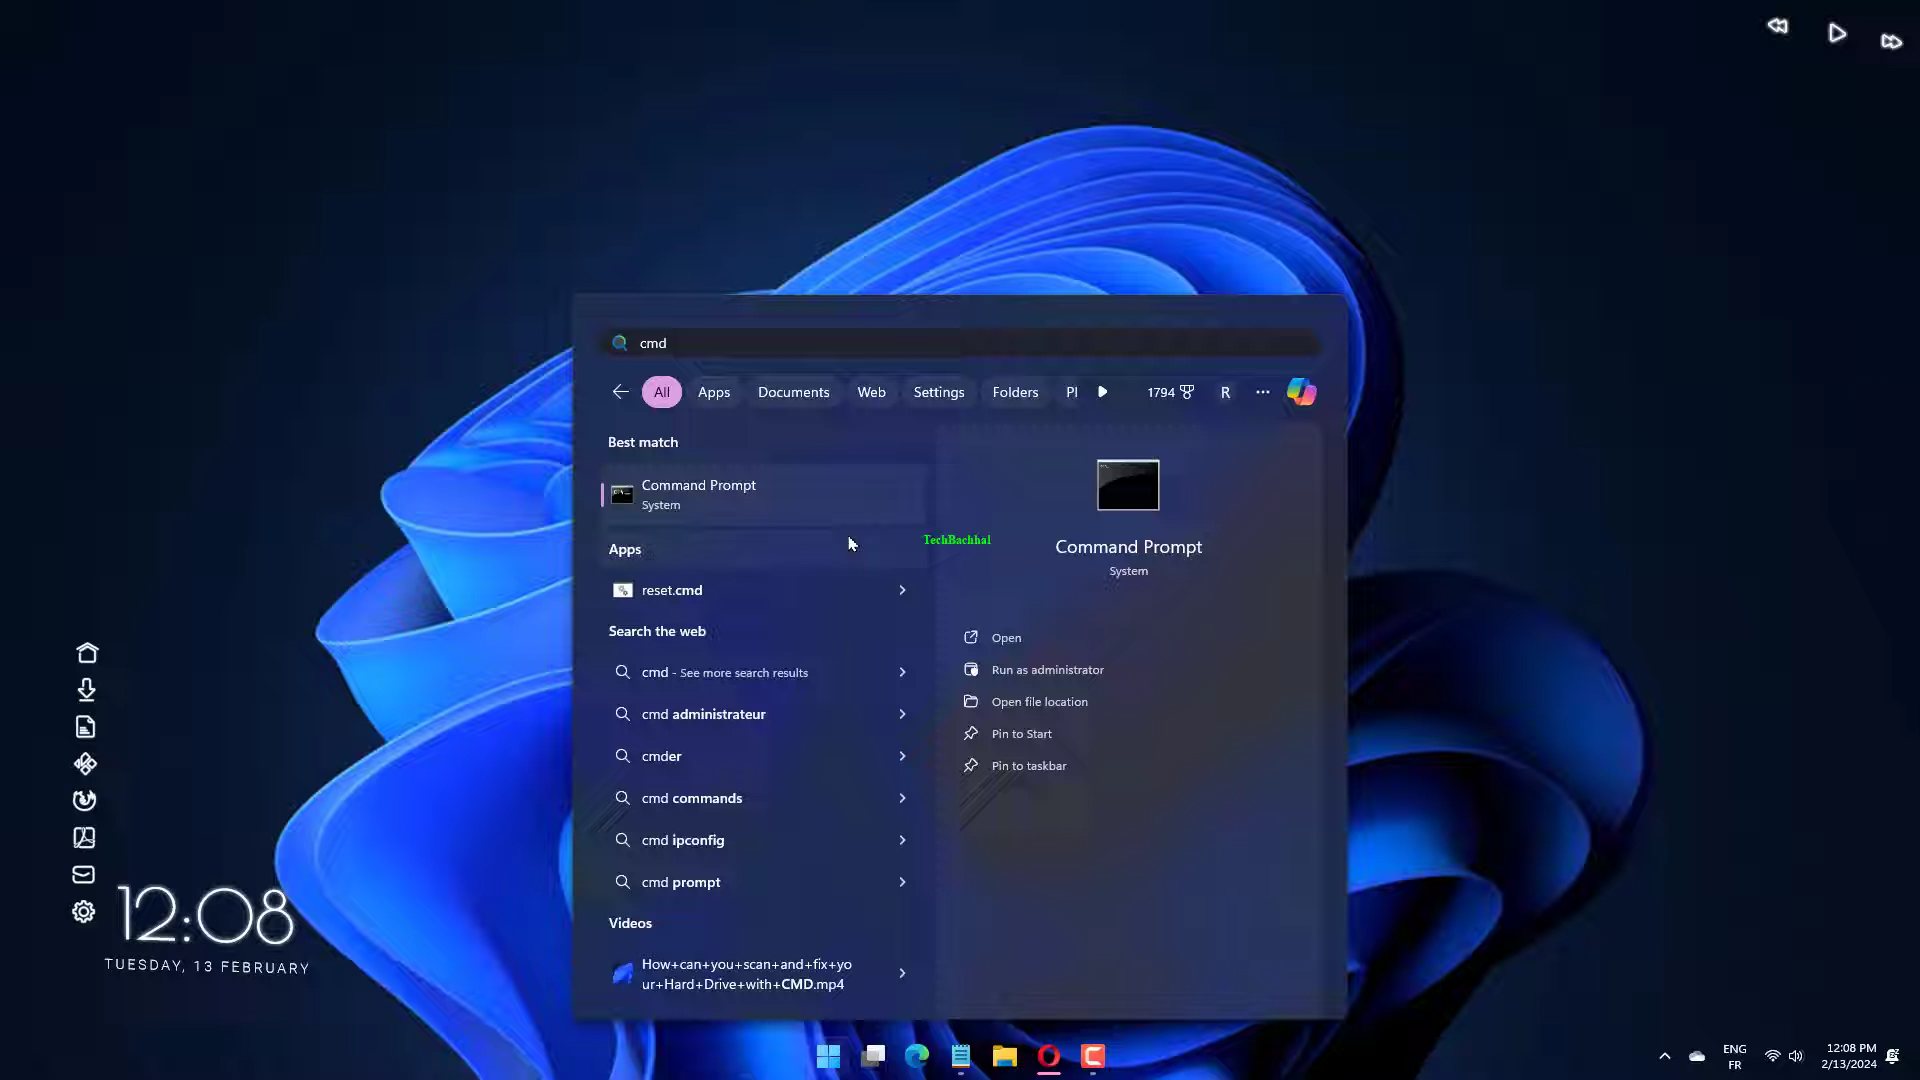 cmd
All
Apps
Documents
Web
Settings
Folders
Pl
1794
R
Best match
Command Prompt
System
Apps
reset.cmd
Search the web
cmd - See more search results
cmd administrateur
cmder
cmd commands
cmd ipconfig
cmd prompt
Videos
How+can+you+scan+and+fix+yo
ur+Hard+Drive+with+CMD.mp4
TechBachhal
Command Prompt
System
Open
Run as administrator
Open file location
Pin to Start
Pin to taskbar
12:08
TUESDAY, 13 FEBRUARY
ENG
FR
12:08 PM
2/13/2024